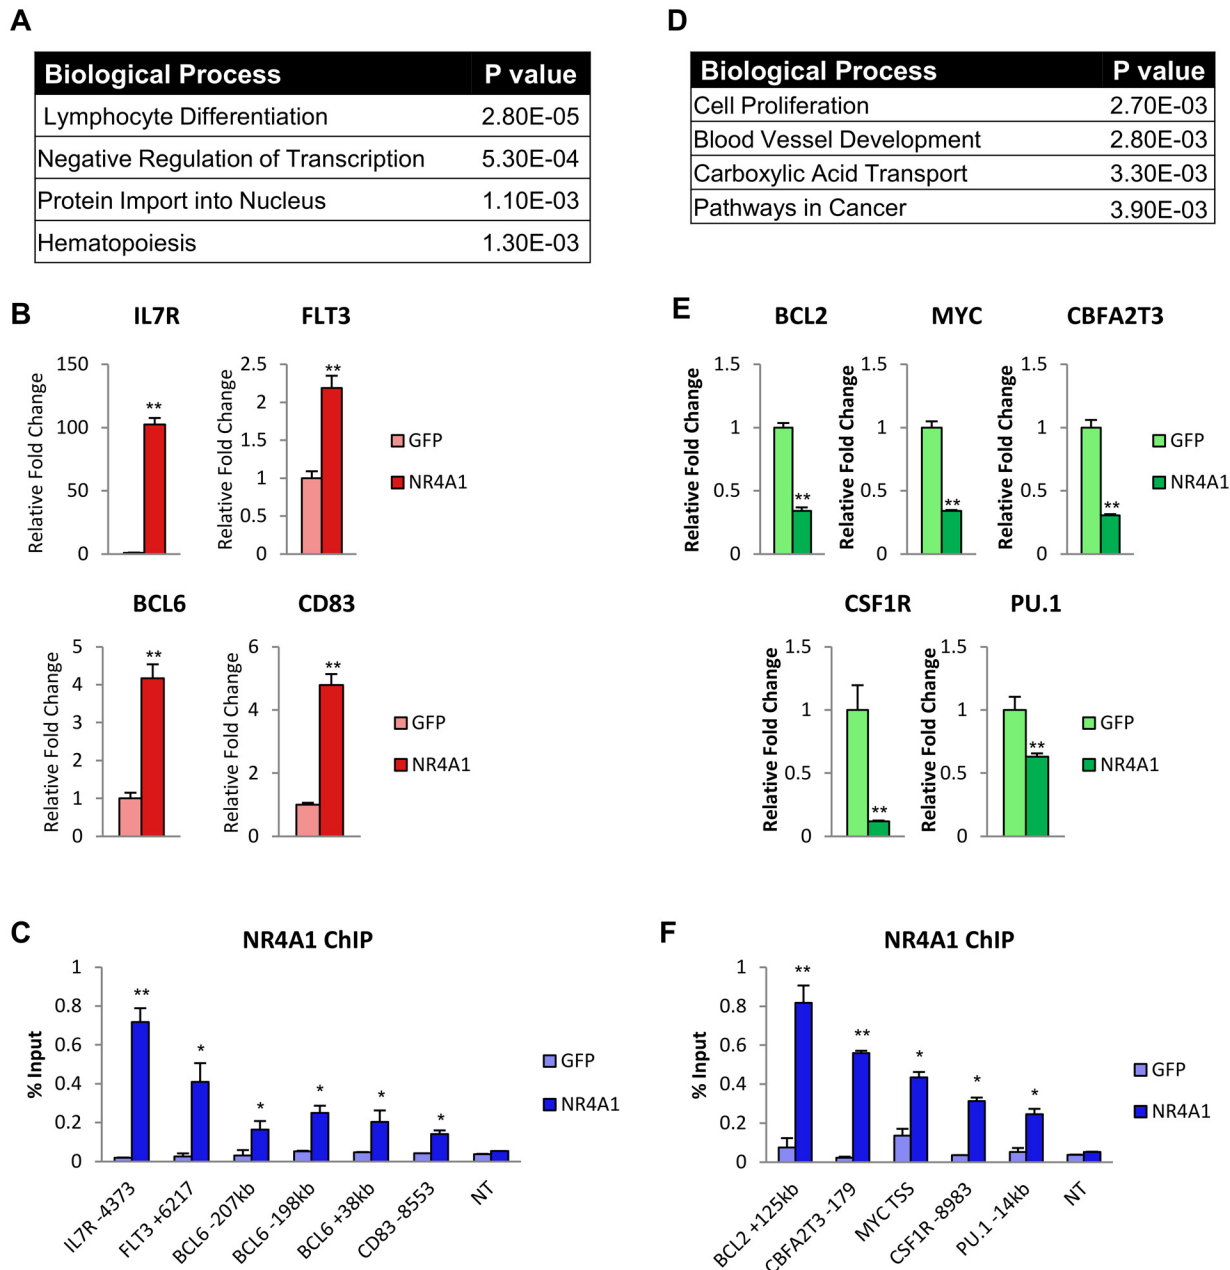 A
Biological Process P value
Lymphocyte Differentiation 2.80E-05
Negative Regulation of Transcription 5.30E-04
Protein Import into Nucleus 1.10E-03
Hematopoiesis 1.30E-03
D
Biological Process P value
Cell Proliferation 2.70E-03
Blood Vessel Development 2.80E-03
Carboxylic Acid Transport 3.30E-03
Pathways in Cancer 3.90E-03
B
IL7R
Relative Fold Change
150
100
50
0
**
FLT3
Relative Fold Change
2.5
2
1.5
1
0.5
0
**
GFP
NR4A1
BCL6
Relative Fold Change
5
4
3
2
1
0
**
CD83
Relative Fold Change
6
4
2
0
**
GFP
NR4A1
E
BCL2
Relative Fold Change
1.5
1
0.5
0
**
MYC
Relative Fold Change
1.5
1
0.5
0
**
CBFA2T3
Relative Fold Change
1.5
1
0.5
0
**
GFP
NR4A1
CSF1R
Relative Fold Change
1.5
1
0.5
0
**
PU.1
Relative Fold Change
1.5
1
0.5
0
**
GFP
NR4A1
C
NR4A1 ChIP
% Input
1
0.8
0.6
0.4
0.2
0
**
*
*
*
*
*
IL7R -4373
FLT3 +6217
BCL6 -207kb
BCL6 -198kb
BCL6 +38kb
CD83 -8553
NT
GFP
NR4A1
F
NR4A1 ChIP
% Input
1
0.8
0.6
0.4
0.2
0
**
**
*
*
*
BCL2 +125kb
CBFA2T3 -179
MYC TSS
CSF1R -8983
PU.1 -14kb
NT
GFP
NR4A1